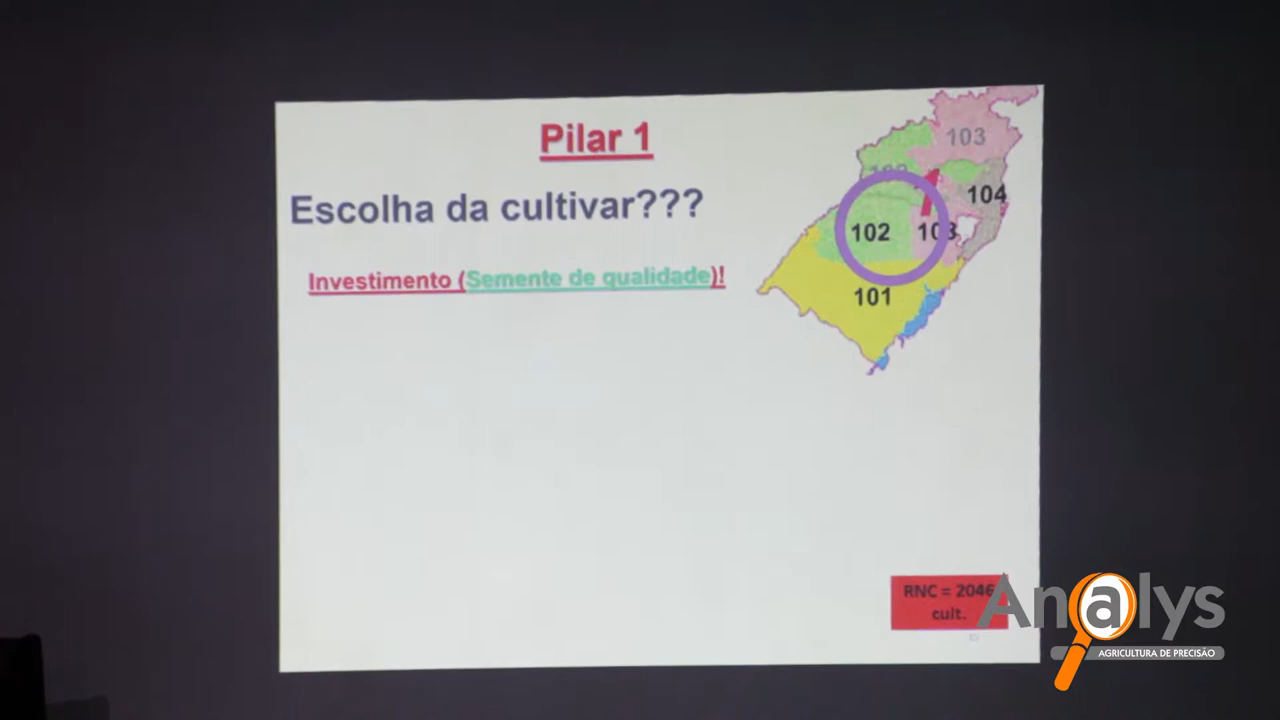 Pilar 1
Escolha da cultivar???
Investimento (Semente de qualidade)!
103
104
102
103
101
RNC = 2046
cult.
Analys
AGRICULTURA DE PRECISÃO